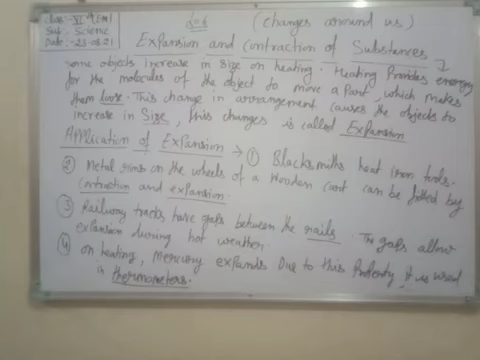 Class:- VI th (EM)
Sub:- Science
Date:- 23-08-21
L-6 (changes around us)
Expansion and contraction of Substances :-
some objects increase in size on heating. Heating Provides energy
for the molecules of the object to move a Part, which makes
them loose. This change in arrangement causes the objects to
increase in Size, this changes is called Expansion
Application of Expansion → ① Blacksmiths heat iron tools.
② Metal rims on the wheels of a wooden cart can be fitted by
contraction and expansion.
③ Railway tracks have gaps between the rails. The gaps allow
expansion during hot weather.
④ on heating, Mercury expands Due to this Property, it is used
in thermometers.